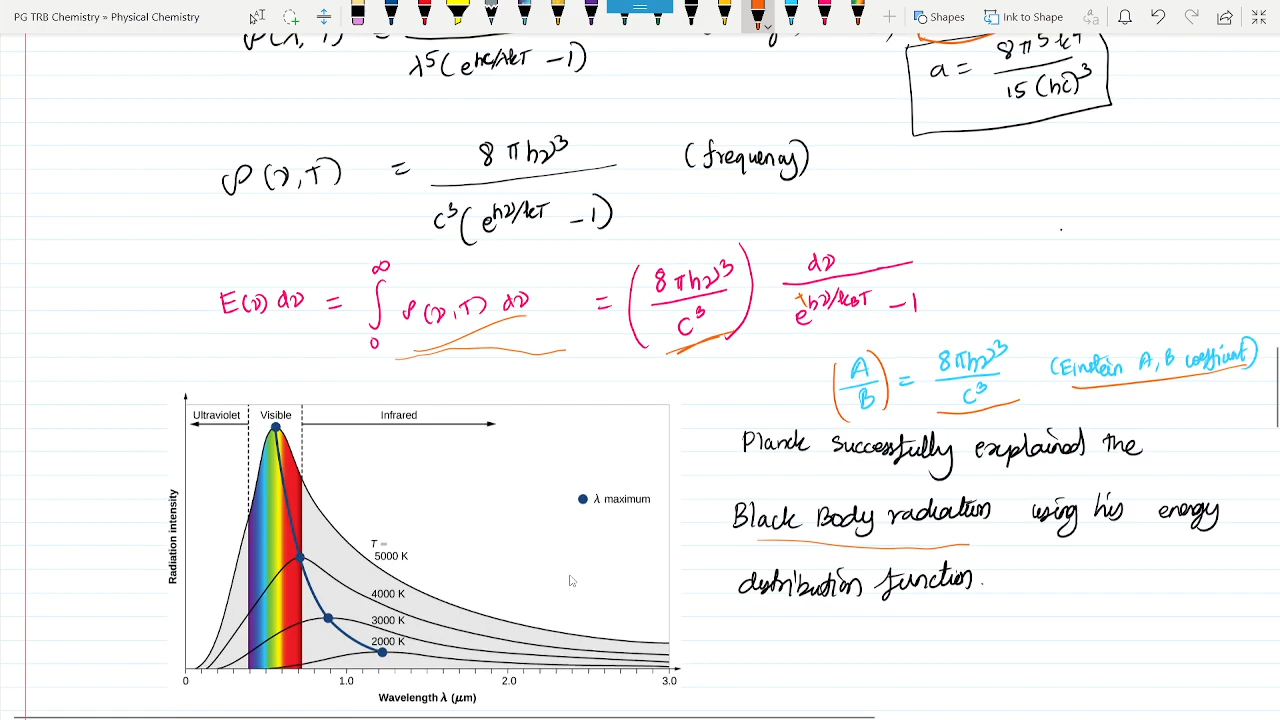 PG TRB Chemistry » Physical Chemistry
Shapes Ink to Shape
λ⁵(e^hc/λkT − 1)
a = 8π⁵k⁴ / 15(hc)³
ρ(ν,T) = 8πhν³ / c³(e^hν/kT − 1) (frequency)
E(ν)dν = ∫₀^∞ ρ(ν,T) dν = (8πhν³ / c³) dν / e^+hν/kBT − 1
(A/B) = 8πhν³ / c³ (Einstein A, B coefficient)
Planck successfully explained the
Black Body radiation using his energy
distribution function.
Ultraviolet Visible Infrared
λ maximum
Radiation intensity
T =
5000 K
4000 K
3000 K
2000 K
0 1.0 2.0 3.0
Wavelength λ (μm)